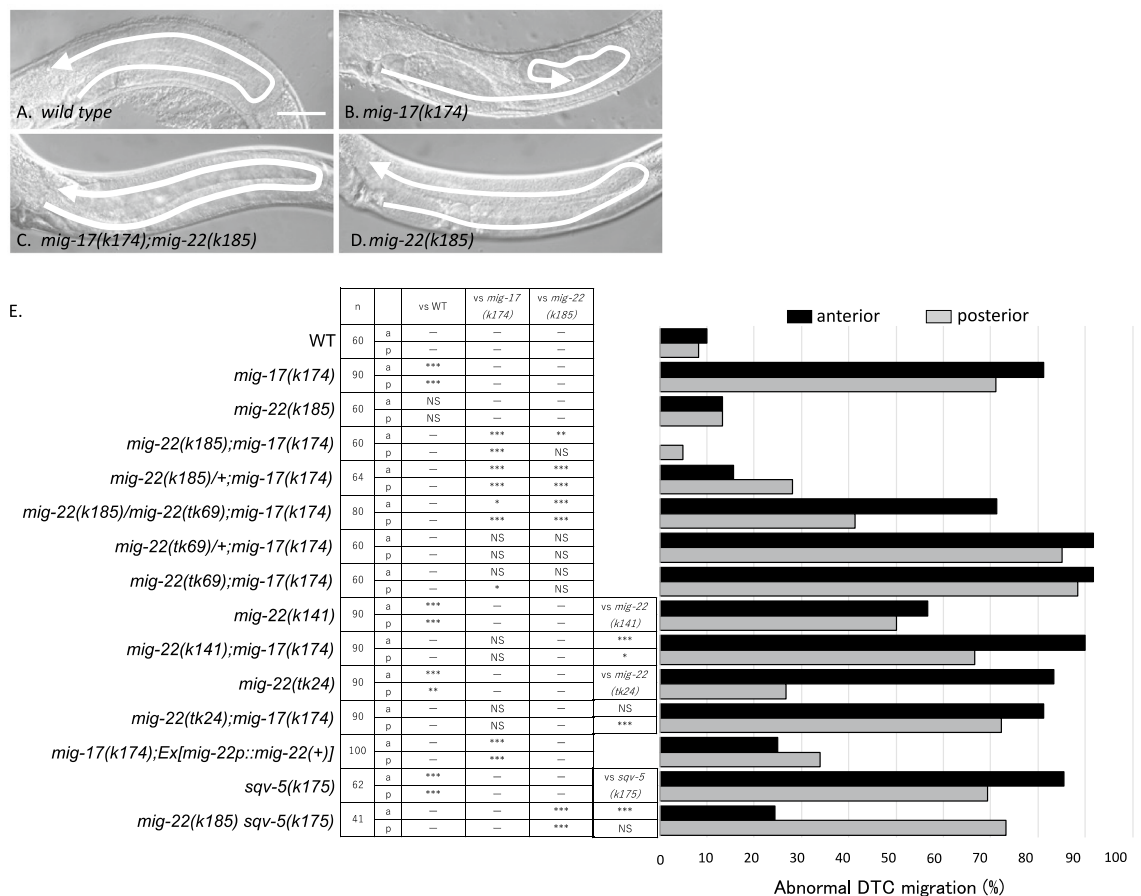 A. wild type
B. mig-17(k174)
C. mig-17(k174);mig-22(k185)
D. mig-22(k185)
E.
n vs WT vs mig-17 (k174) vs mig-22 (k185)
anterior posterior
WT 60 a — — —
p — — —
mig-17(k174) 90 a *** — —
p *** — —
mig-22(k185) 60 a NS — —
p NS — —
mig-22(k185);mig-17(k174) 60 a — *** **
p — *** NS
mig-22(k185)/+;mig-17(k174) 64 a — *** ***
p — *** ***
mig-22(k185)/mig-22(tk69);mig-17(k174) 80 a — * ***
p — *** ***
mig-22(tk69)/+;mig-17(k174) 60 a — NS NS
p — NS NS
mig-22(tk69);mig-17(k174) 60 a — NS NS
p — * NS
mig-22(k141) 90 a *** — — vs mig-22
p *** — — (k141)
mig-22(k141);mig-17(k174) 90 a — NS — ***
p — NS — *
mig-22(tk24) 90 a *** — — vs mig-22
p ** — — (tk24)
mig-22(tk24);mig-17(k174) 90 a — NS — NS
p — NS — ***
mig-17(k174);Ex[mig-22p::mig-22(+)] 100 a — *** —
p — *** —
sqv-5(k175) 62 a *** — — vs sqv-5
p *** — — (k175)
mig-22(k185) sqv-5(k175) 41 a — — *** ***
p — — *** NS
0 10 20 30 40 50 60 70 80 90 100
Abnormal DTC migration (%)